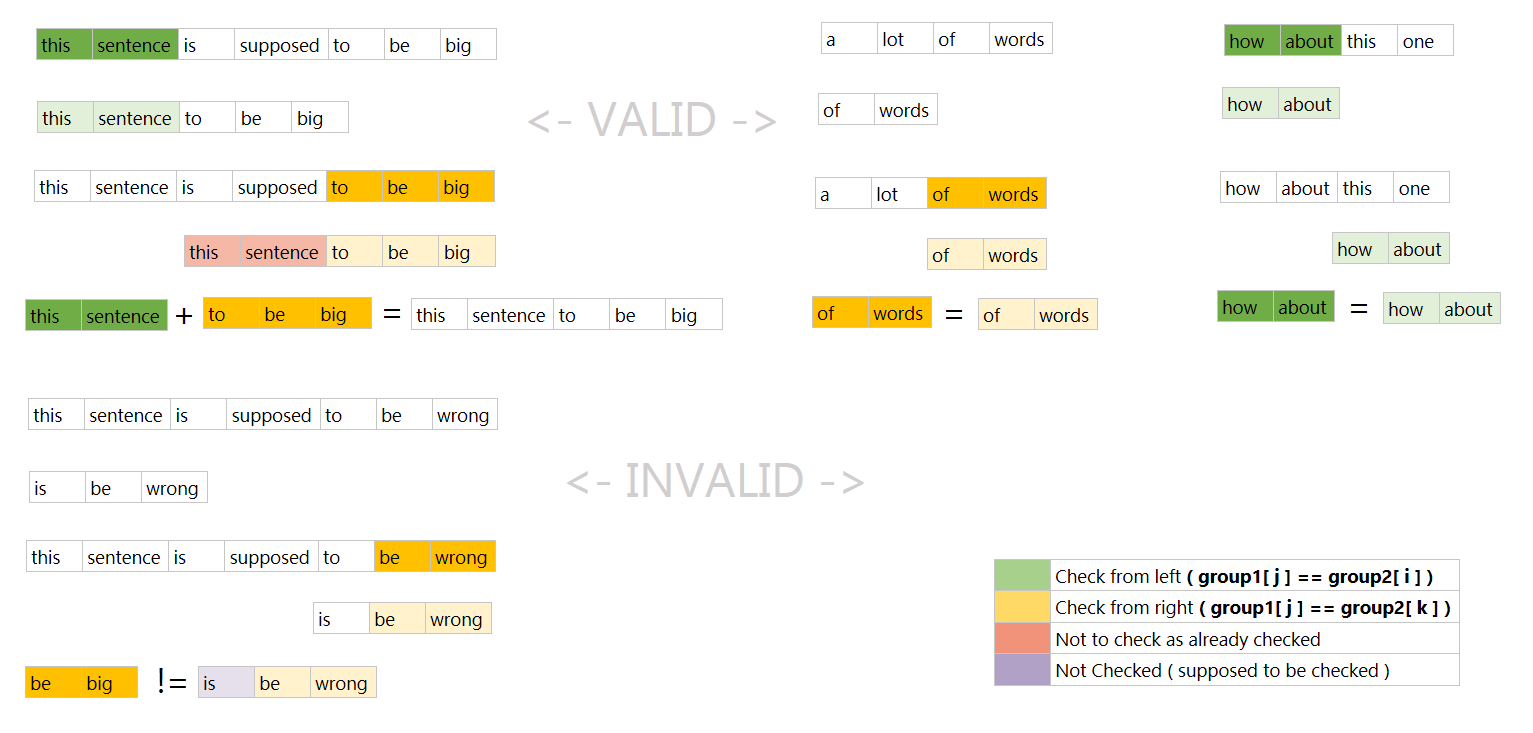 this sentence is supposed to be big
this sentence to be big
this sentence is supposed to be big
this sentence to be big
this sentence + to be big = this sentence to be big
<- VALID ->
a lot of words
of words
a lot of words
of words
of words = of words
how about this one
how about
how about this one
how about
how about = how about
this sentence is supposed to be wrong
is be wrong
this sentence is supposed to be wrong
is be wrong
be big != is be wrong
<- INVALID ->
Check from left ( group1[ j ] == group2[ i ] )
Check from right ( group1[ j ] == group2[ k ] )
Not to check as already checked
Not Checked ( supposed to be checked )